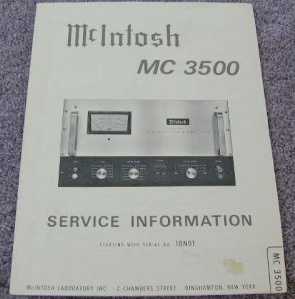 McIntosh
MC 3500
McIntosh
SERVICE INFORMATION
STARTING WITH SERIAL NO. 10N01
McINTOSH LABORATORY INC. 2 CHAMBERS STREET BINGHAMTON, NEW YORK
MC 3500